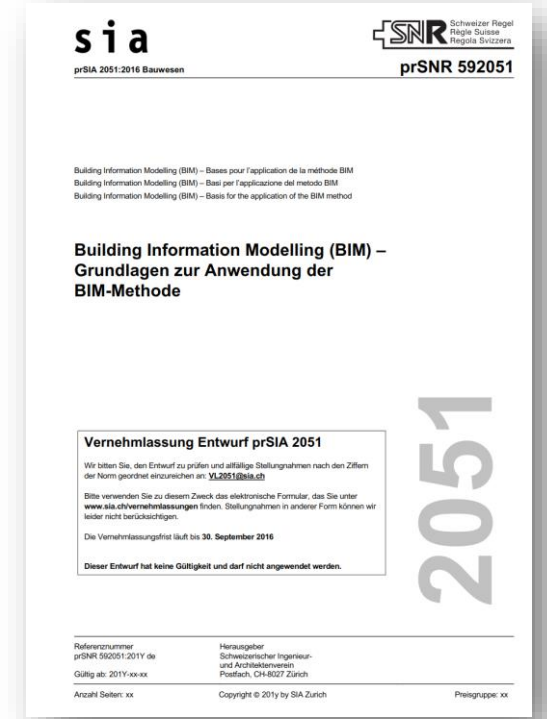 sia
SNR
Schweizer Regel
Règle Suisse
Regola Svizzera
prSIA 2051:2016 Bauwesen
prSNR 592051
Building Information Modelling (BIM) – Bases pour l'application de la méthode BIM
Building Information Modelling (BIM) – Basi per l'applicazione del metodo BIM
Building Information Modelling (BIM) – Basis for the application of the BIM method
Building Information Modelling (BIM) –
Grundlagen zur Anwendung der
BIM-Methode
2051
Vernehmlassung Entwurf prSIA 2051
Wir bitten Sie, den Entwurf zu prüfen und allfällige Stellungnahmen nach den Ziffern
der Norm geordnet einzureichen an: VL2051@sia.ch
Bitte verwenden Sie zu diesem Zweck das elektronische Formular, das Sie unter
www.sia.ch/vernehmlassungen finden. Stellungnahmen in anderer Form können wir
leider nicht berücksichtigen.
Die Vernehmlassungsfrist läuft bis 30. September 2016
Dieser Entwurf hat keine Gültigkeit und darf nicht angewendet werden.
Referenznummer
prSNR 592051:201Y de
Gültig ab: 201Y-xx-xx
Herausgeber
Schweizerischer Ingenieur-
und Architektenverein
Postfach, CH-8027 Zürich
Anzahl Seiten: xx
Copyright © 201y by SIA Zurich
Preisgruppe: xx